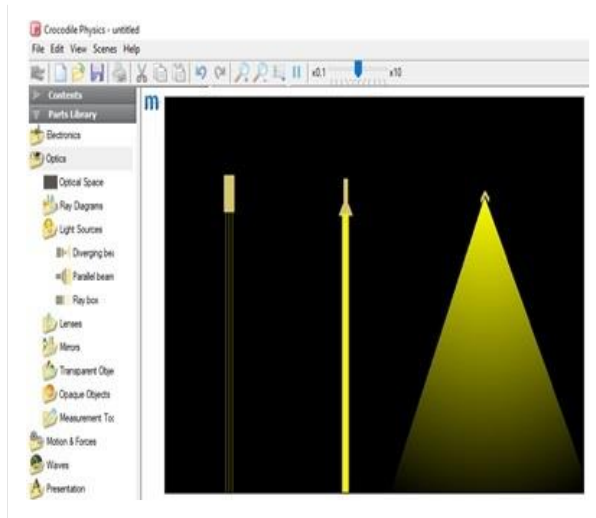 Crocodile Physics - untitled
File Edit View Scenes Help
x0.1 x10
Contents
Parts Library
Electronics
Optics
Optical Space
Ray Diagrams
Light Sources
Diverging bea
Parallel beam
Ray box
Lenses
Mirrors
Transparent Obje
Opaque Objects
Measurement Toc
Motion & Forces
Waves
Presentation
m